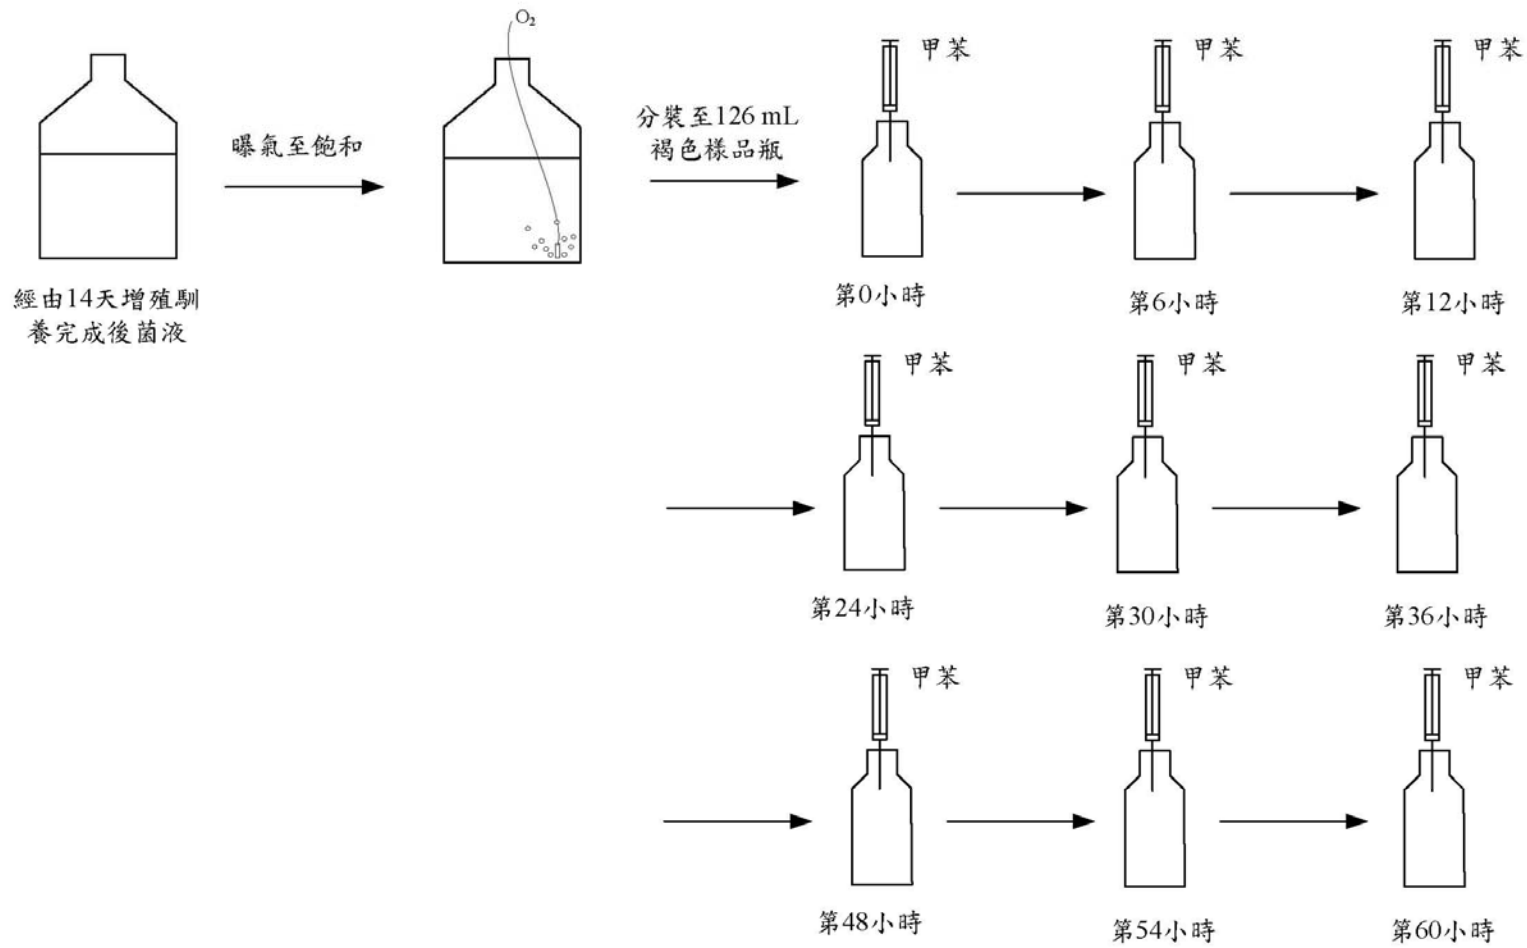 O₂
甲苯
甲苯
甲苯
曝氣至飽和
分裝至126 mL
褐色樣品瓶
經由14天增殖馴
養完成後菌液
第0小時
第6小時
第12小時
甲苯
甲苯
甲苯
第24小時
第30小時
第36小時
甲苯
甲苯
甲苯
第48小時
第54小時
第60小時